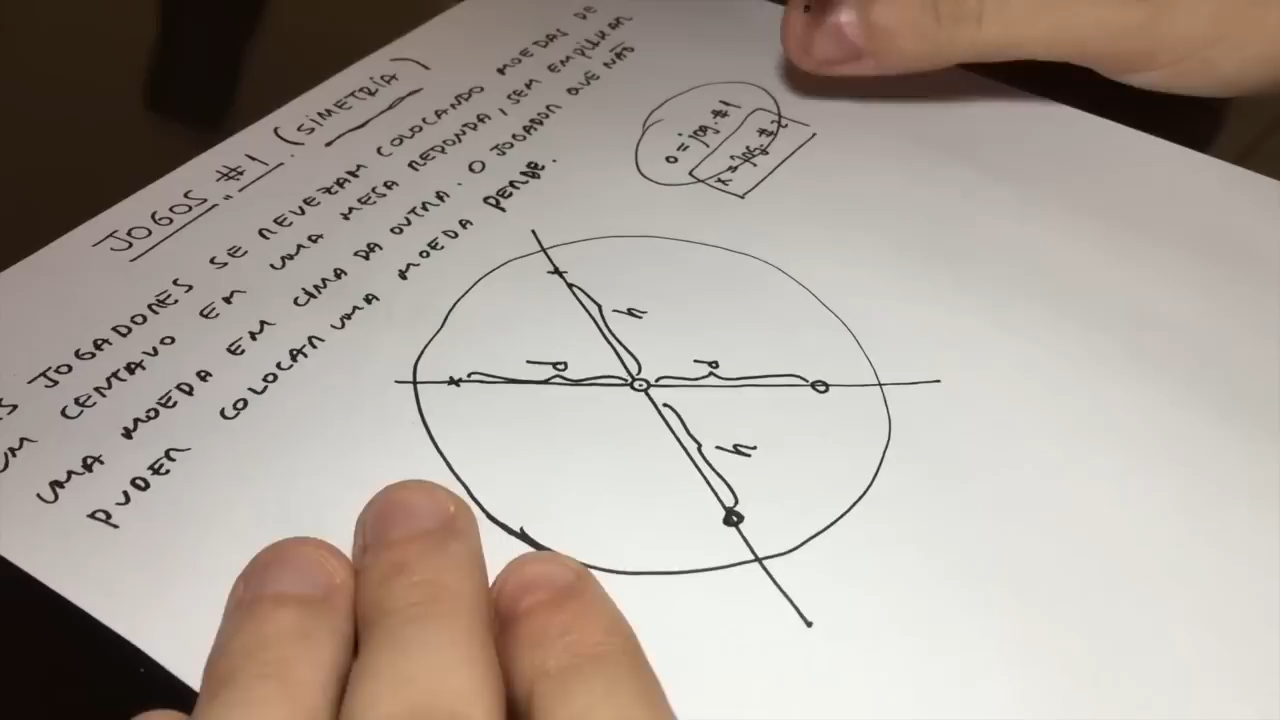 JOGOS #1. (SIMETRIA)
JOGADORES SE REVEZAM COLOCANDO MOEDAS DE
UM CENTAVO EM UMA MESA REDONDA, SEM EMPILHAR
UMA MOEDA EM CIMA DA OUTRA. O JOGADOR QUE NÃO
PUDER COLOCAR UMA MOEDA PERDE.
O = JOG. #1
X = JOG. #2
h
d
d
h